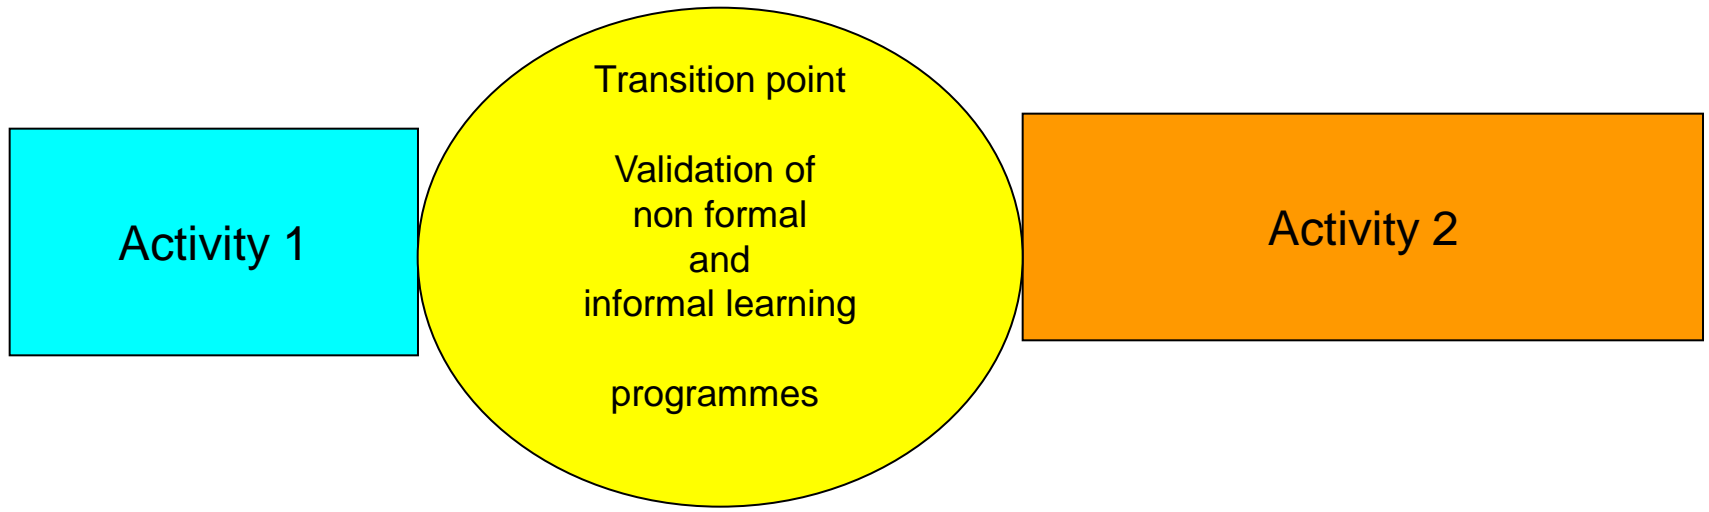 Activity 1
Transition point
Validation of
non formal
and
informal learning
programmes
Activity 2